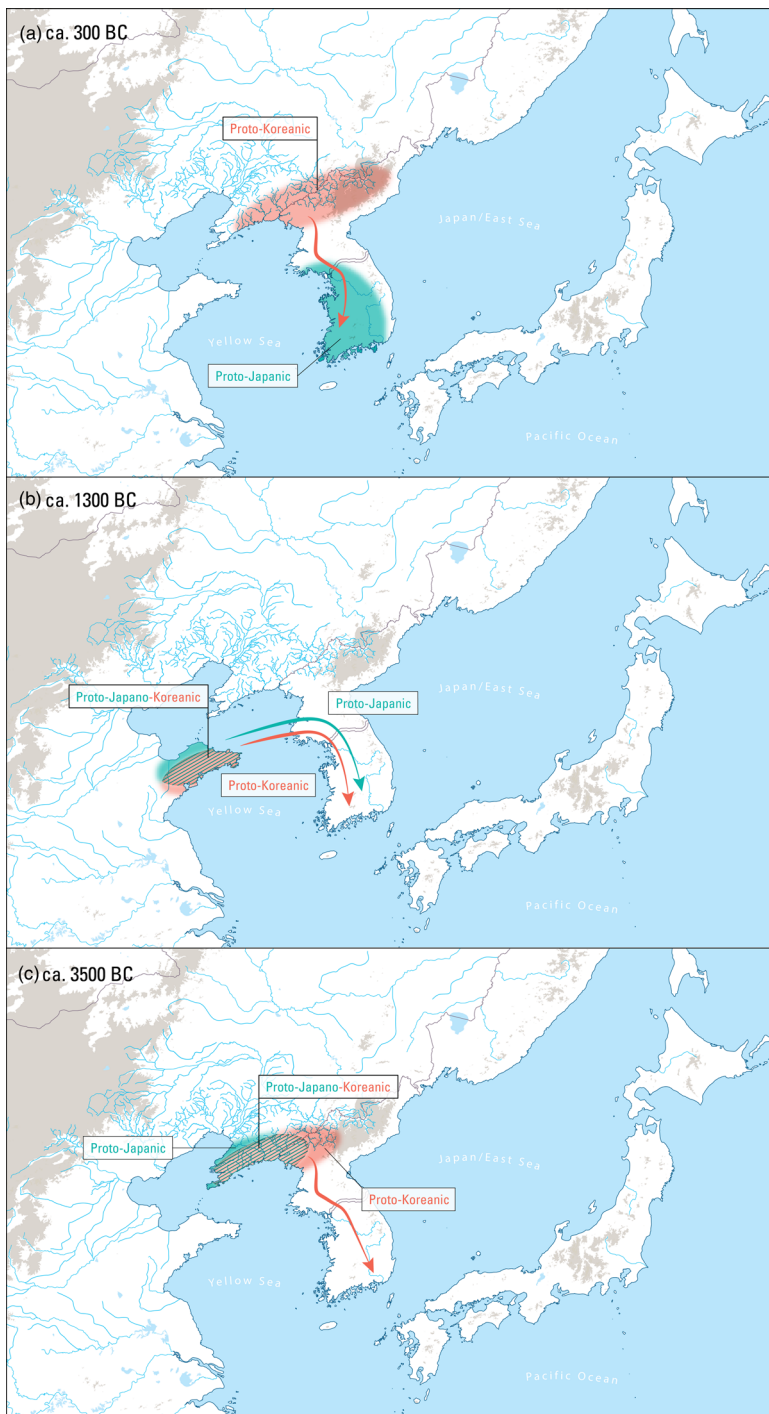 (a) ca. 300 BC
Proto-Koreanic
Japan/East Sea
Yellow Sea
Proto-Japanic
Pacific Ocean
(b) ca. 1300 BC
Proto-Japano-Koreanic
Japan/East Sea
Proto-Japanic
Proto-Koreanic
Yellow Sea
Pacific Ocean
(c) ca. 3500 BC
Proto-Japano-Koreanic
Proto-Japanic
Japan/East Sea
Proto-Koreanic
Yellow Sea
Pacific Ocean